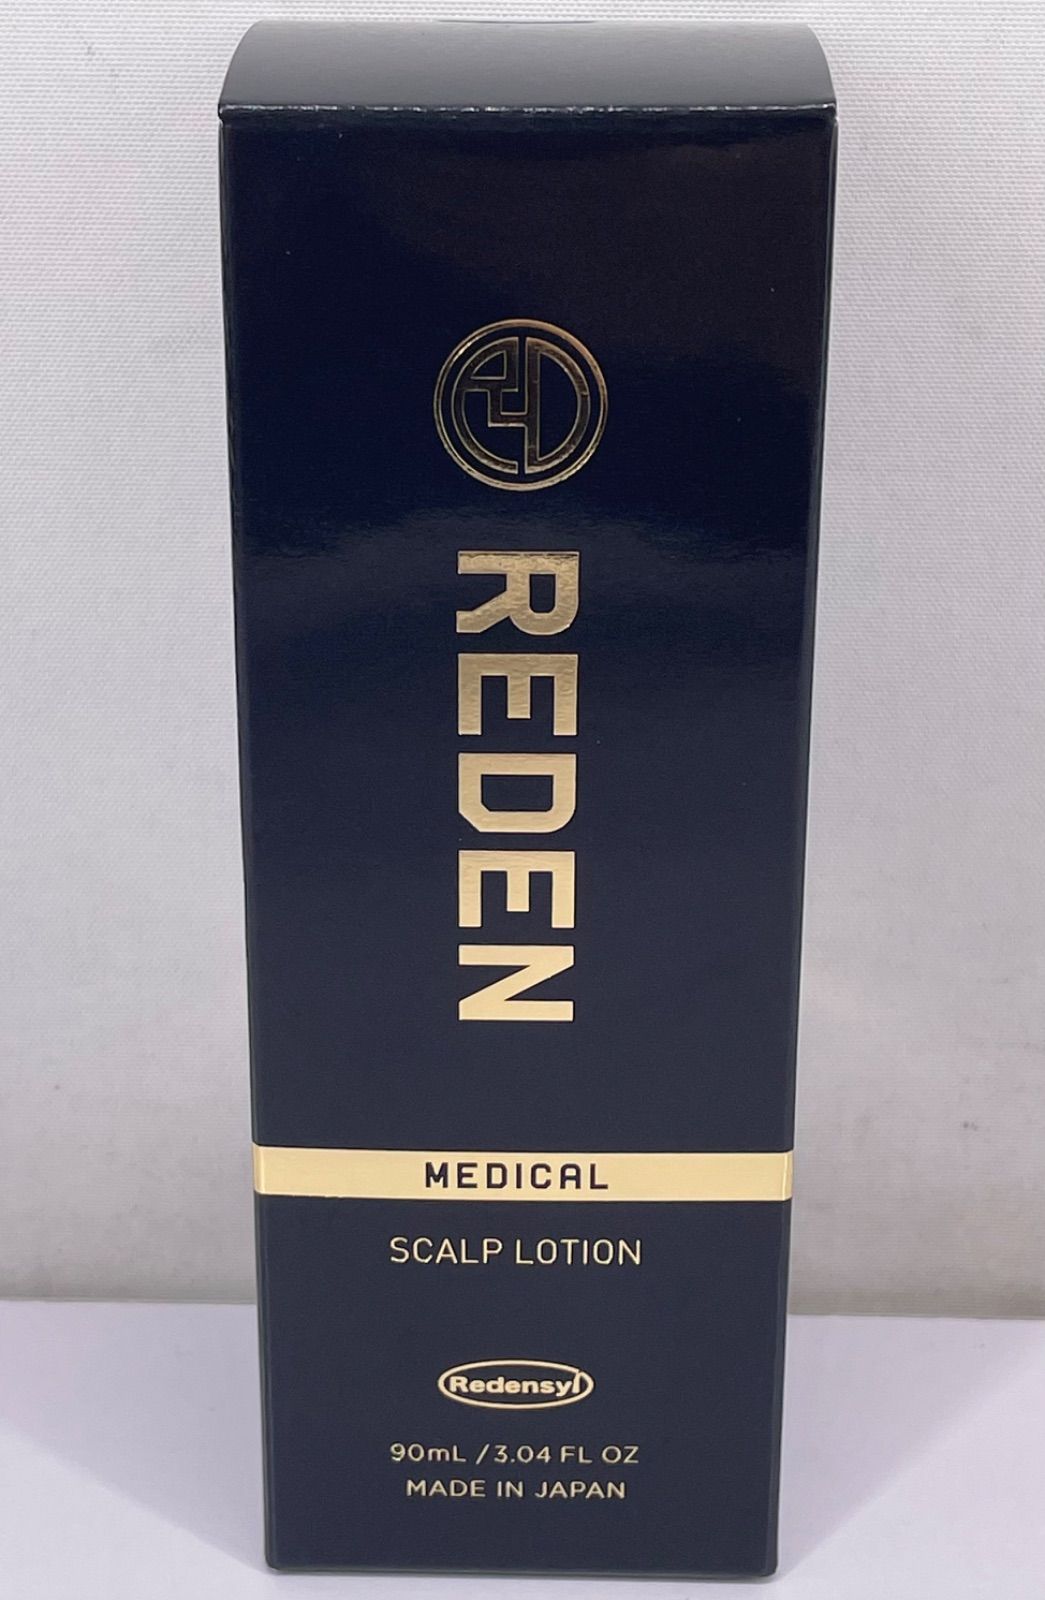 REDEN
MEDICAL
SCALP LOTION
Redensyl
90mL / 3.04 FL OZ
MADE IN JAPAN